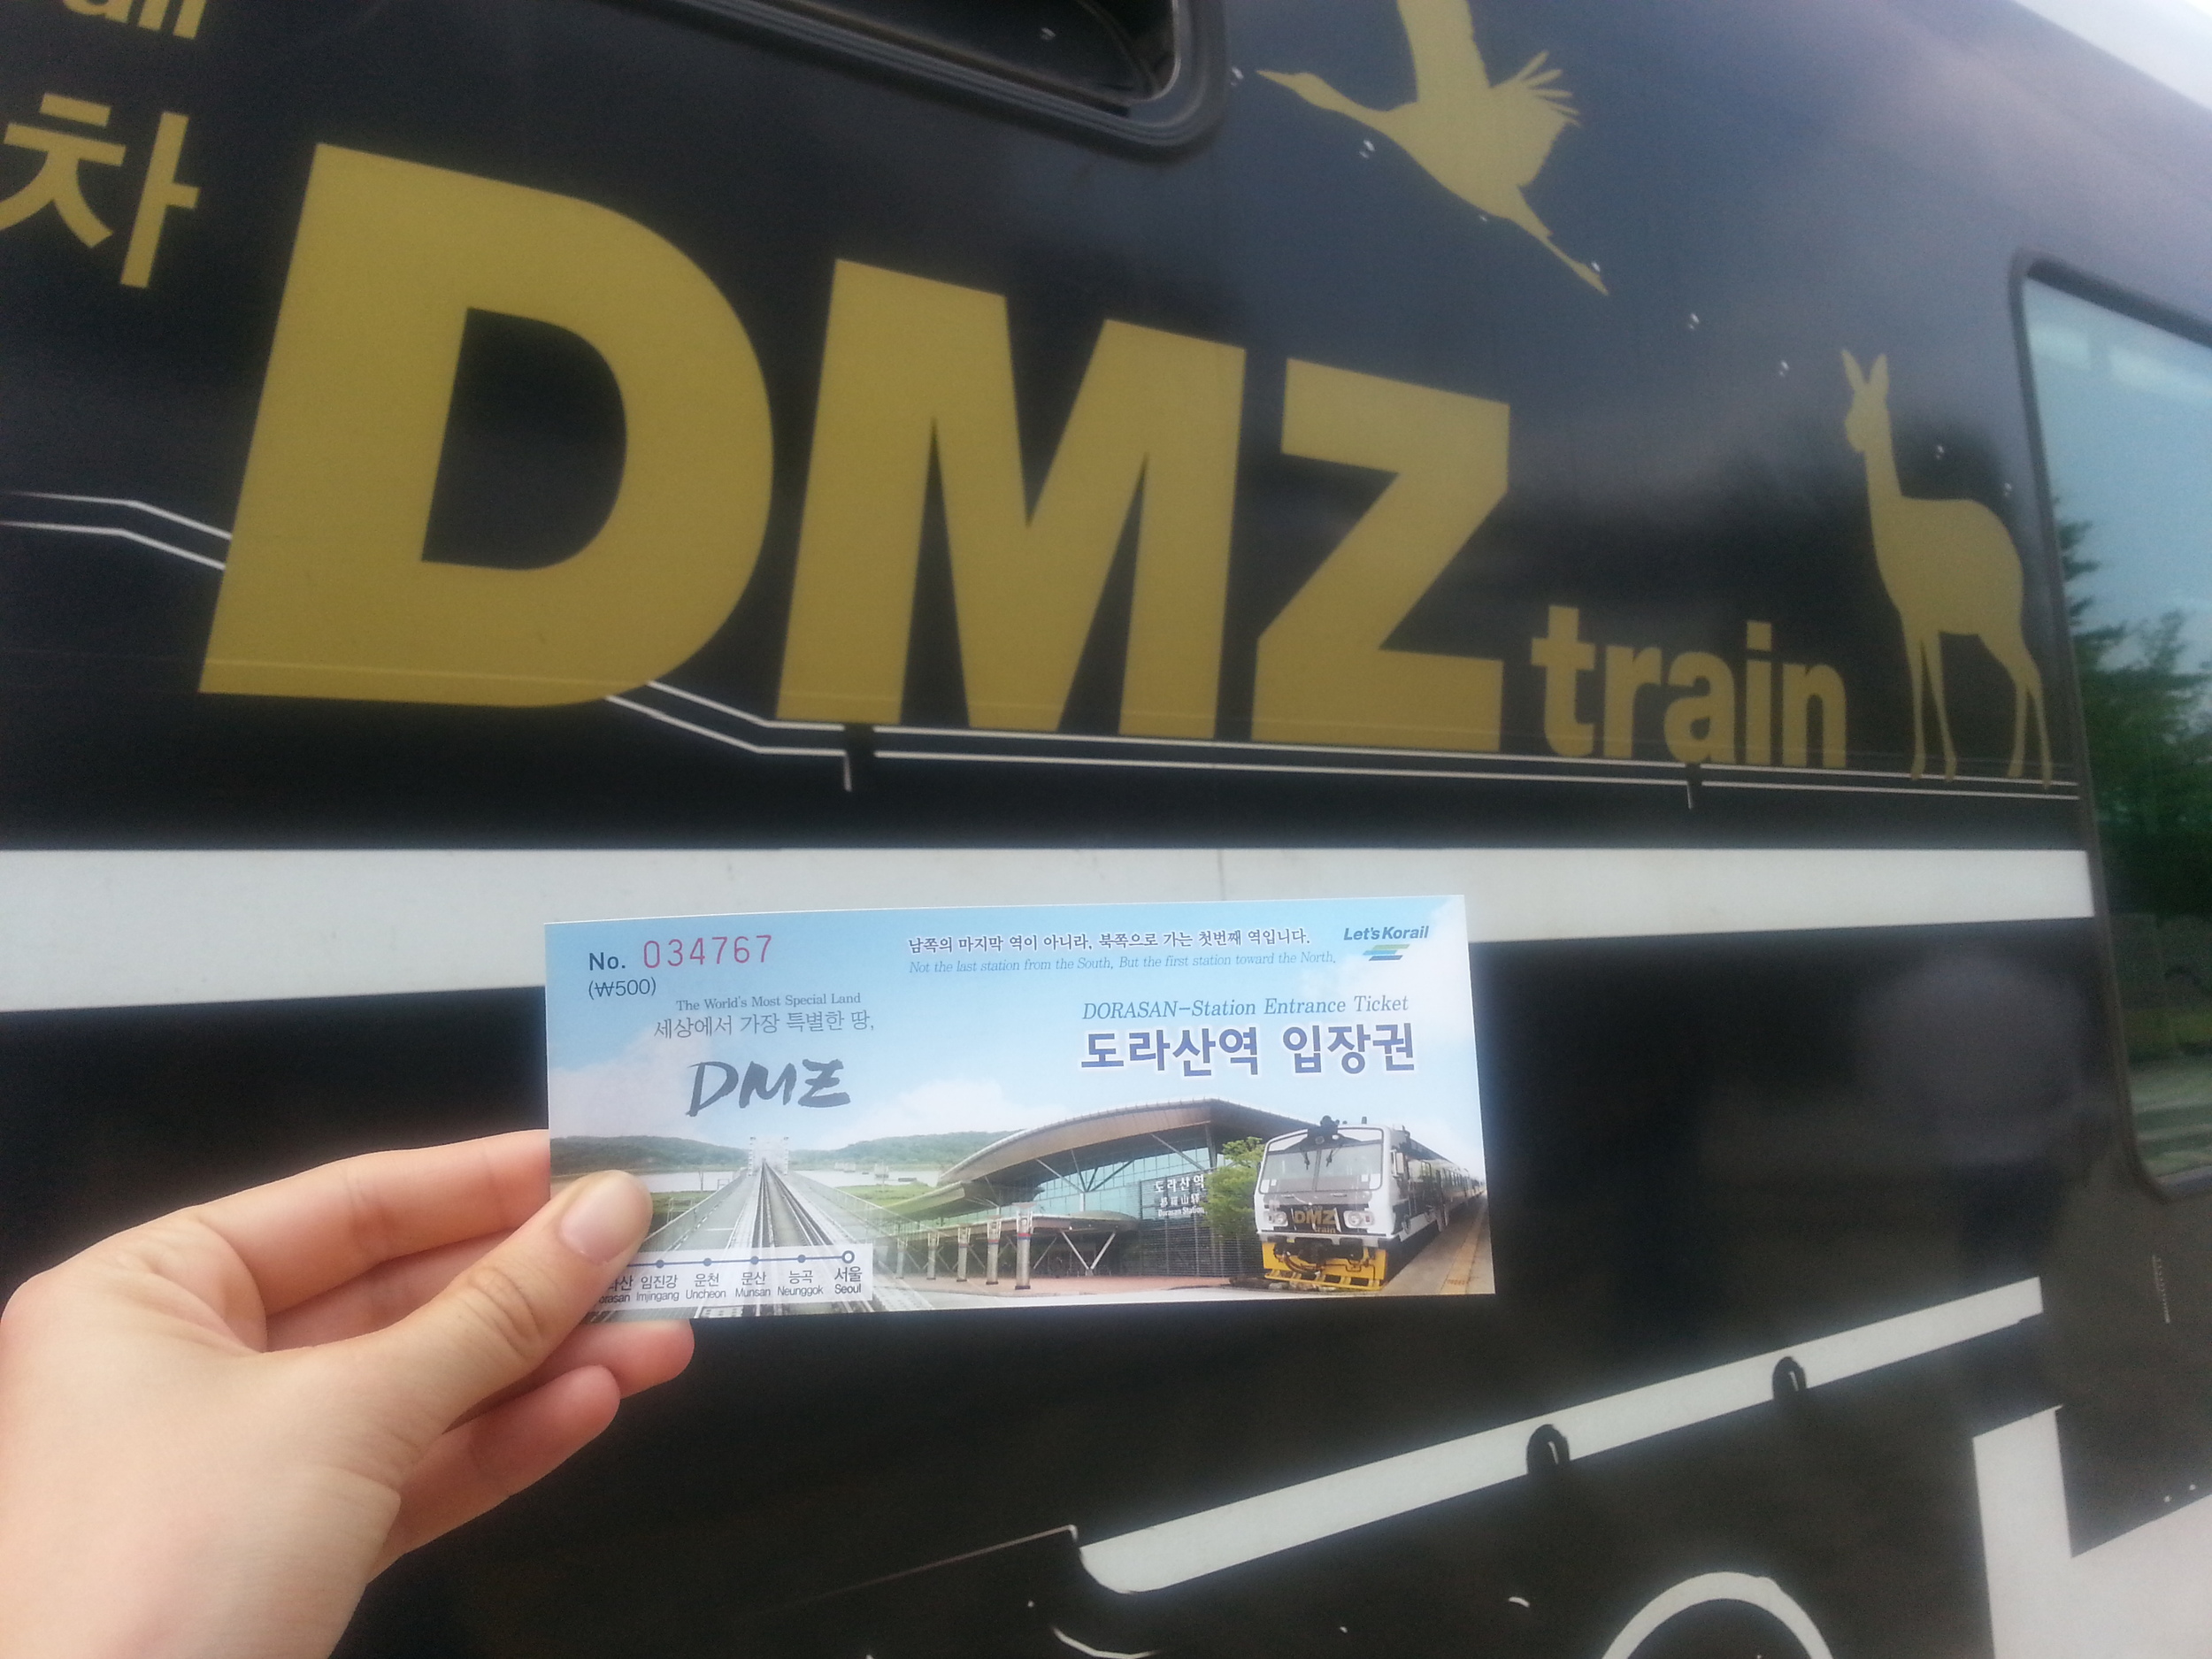 차
DMZ train
No. 034767
(₩500)
The World's Most Special Land
세상에서 가장 특별한 땅,
DMZ
남쪽의 마지막 역이 아니라, 북쪽으로 가는 첫번째 역입니다.
Not the last station from the South, But the first station toward the North.
Let's Korail
DORASAN-Station Entrance Ticket
도라산역 입장권
도라산역
Dorasan Station
DMZ
train
임진강 운천 문산 능곡 서울
Imjingang Uncheon Munsan Neunggok Seoul